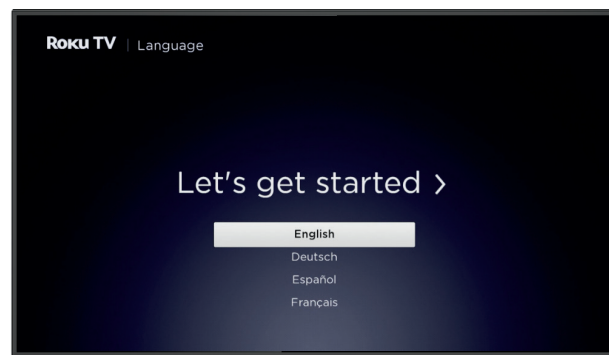 Roku TV | Language
Let's get started >
English
Deutsch
Español
Français